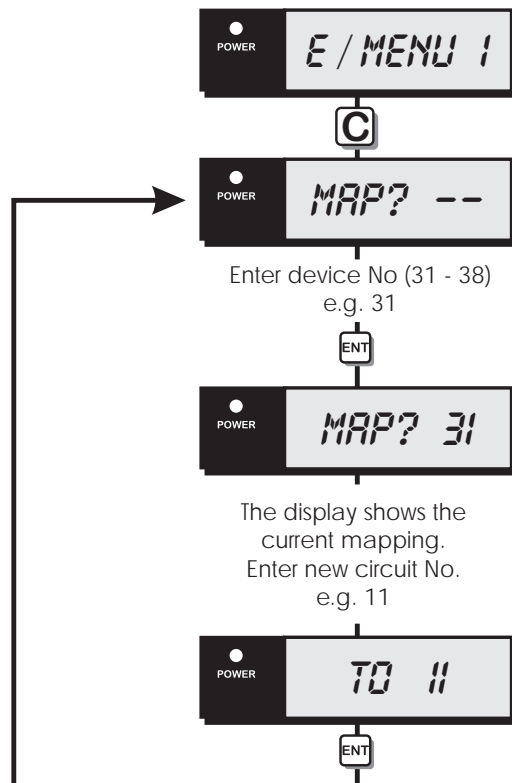 POWER
E/MENU 1
C
POWER
MAP? --
Enter device No (31 - 38)
e.g. 31
ENT
POWER
MAP? 31
The display shows the
current mapping.
Enter new circuit No.
e.g. 11
POWER
TO 11
ENT